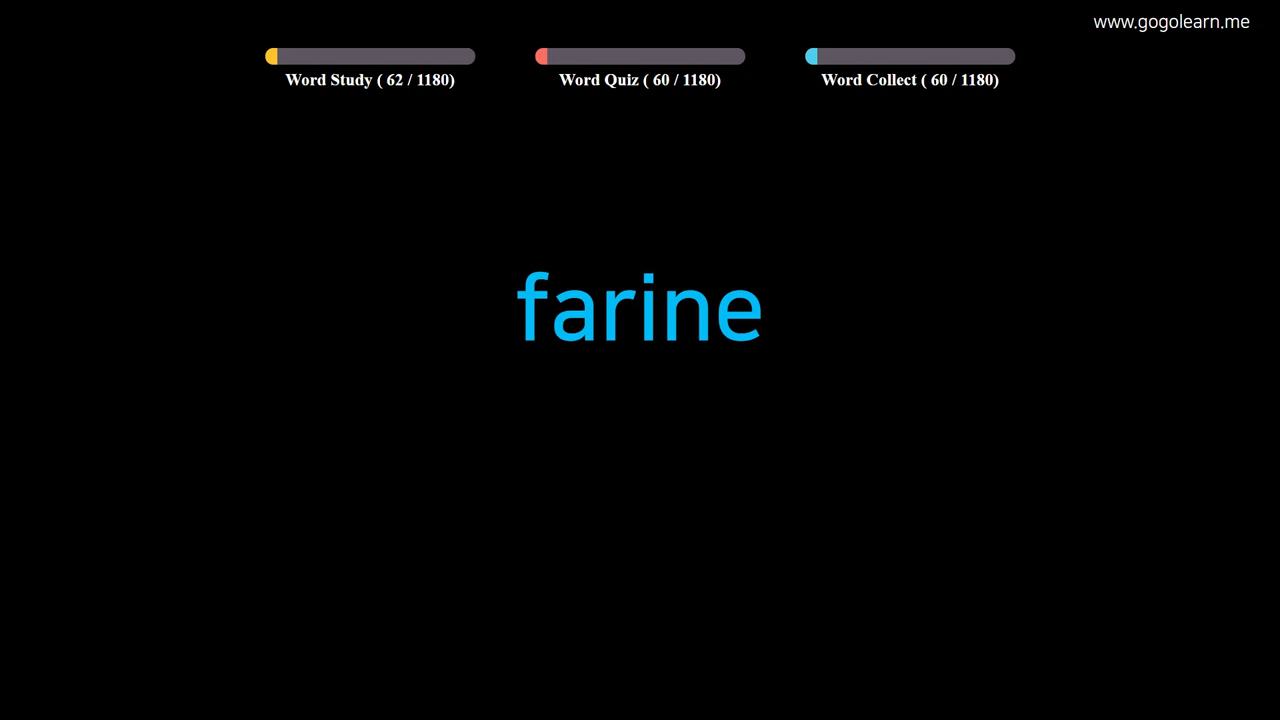 www.gogolearn.me
Word Study ( 62 / 1180)
Word Quiz ( 60 / 1180)
Word Collect ( 60 / 1180)
farine